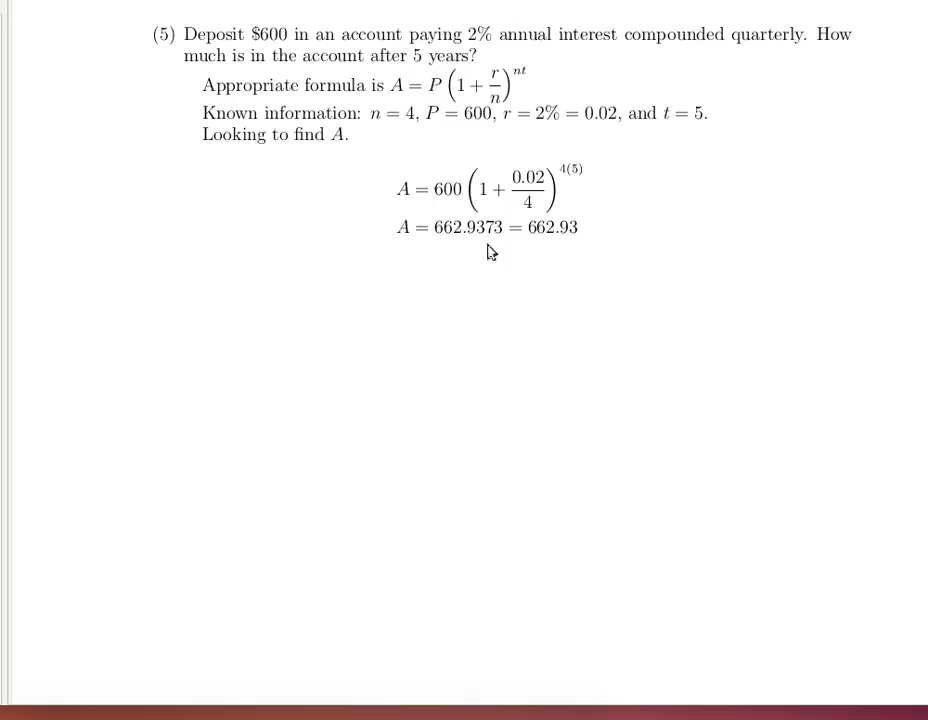 (5) Deposit $600 in an account paying 2% annual interest compounded quarterly. How
much is in the account after 5 years?
Appropriate formula is A = P(1 + r/n)^nt
Known information: n = 4, P = 600, r = 2% = 0.02, and t = 5.
Looking to find A.
A = 600(1 + 0.02/4)^4(5)
A = 662.9373 = 662.93